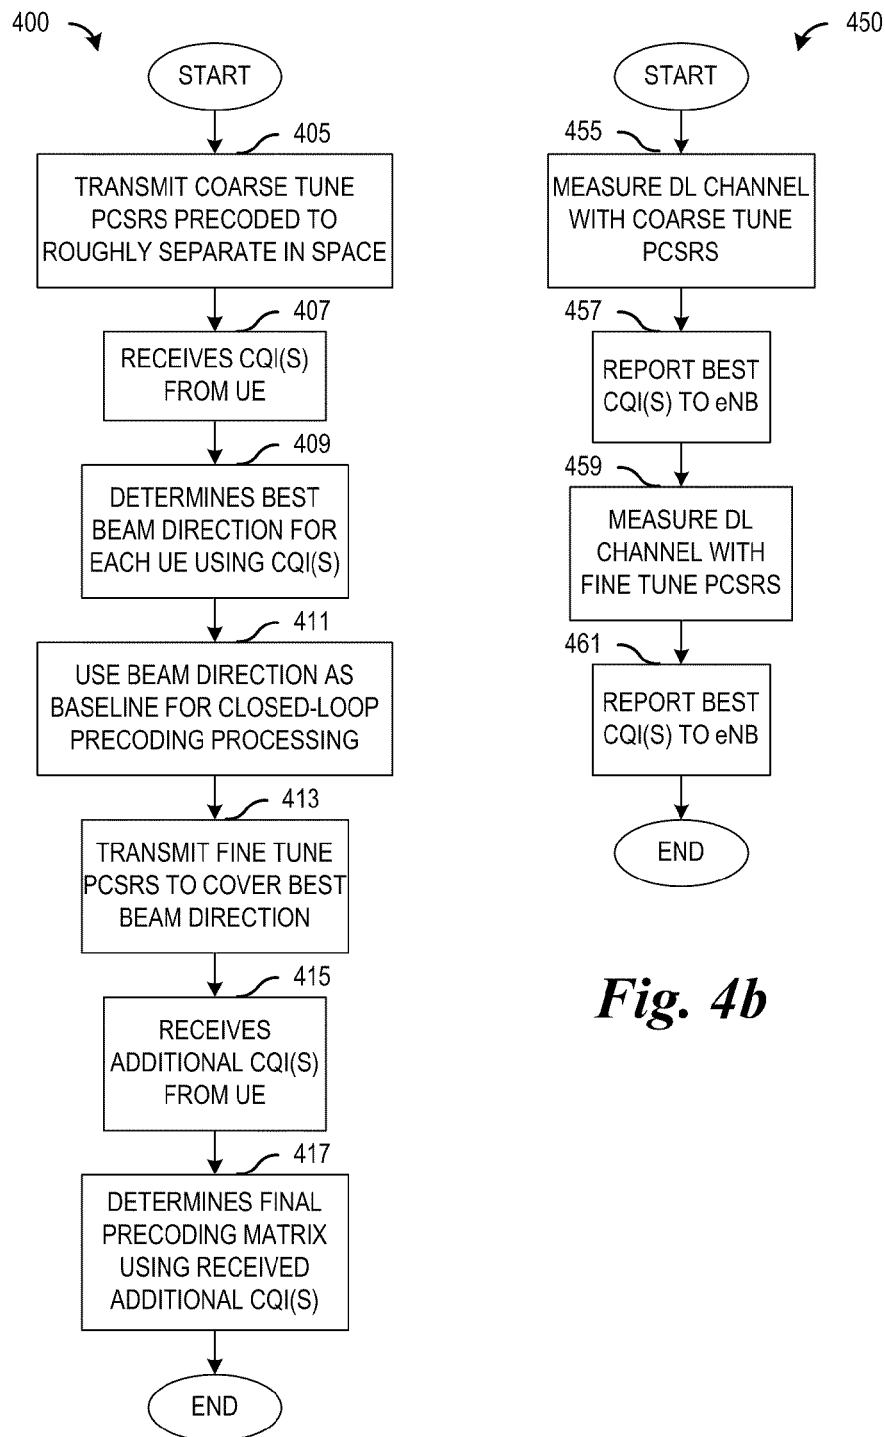 400
START
405
TRANSMIT COARSE TUNE
PCSRS PRECODED TO
ROUGHLY SEPARATE IN SPACE
407
RECEIVES CQI(S)
FROM UE
409
DETERMINES BEST
BEAM DIRECTION FOR
EACH UE USING CQI(S)
411
USE BEAM DIRECTION AS
BASELINE FOR CLOSED-LOOP
PRECODING PROCESSING
413
TRANSMIT FINE TUNE
PCSRS TO COVER BEST
BEAM DIRECTION
415
RECEIVES
ADDITIONAL CQI(S)
FROM UE
417
DETERMINES FINAL
PRECODING MATRIX
USING RECEIVED
ADDITIONAL CQI(S)
END
450
START
455
MEASURE DL CHANNEL
WITH COARSE TUNE
PCSRS
457
REPORT BEST
CQI(S) TO eNB
459
MEASURE DL
CHANNEL WITH
FINE TUNE PCSRS
461
REPORT BEST
CQI(S) TO eNB
END
Fig. 4b